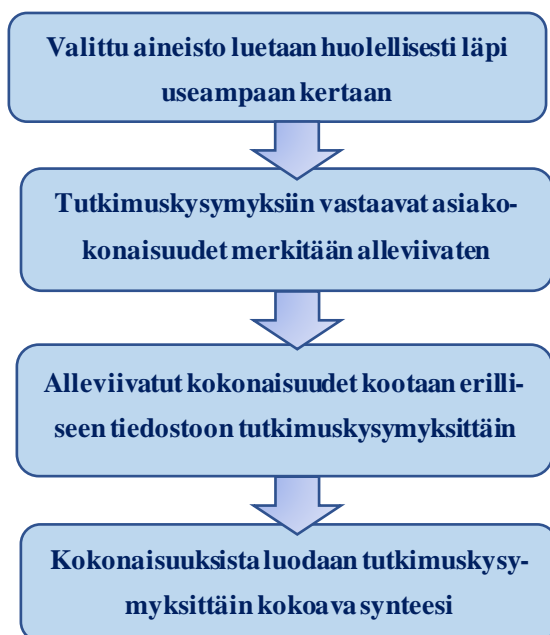 Valittu aineisto luetaan huolellisesti läpi
useampaan kertaan
Tutkimuskysymyksiin vastaavat asiako-
konaisuudet merkitään alleviivaten
Alleviivatut kokonaisuudet kootaan erilli-
seen tiedostoon tutkimuskysymyksittäin
Kokonaisuuksista luodaan tutkimuskysy-
myksittäin kokoava synteesi